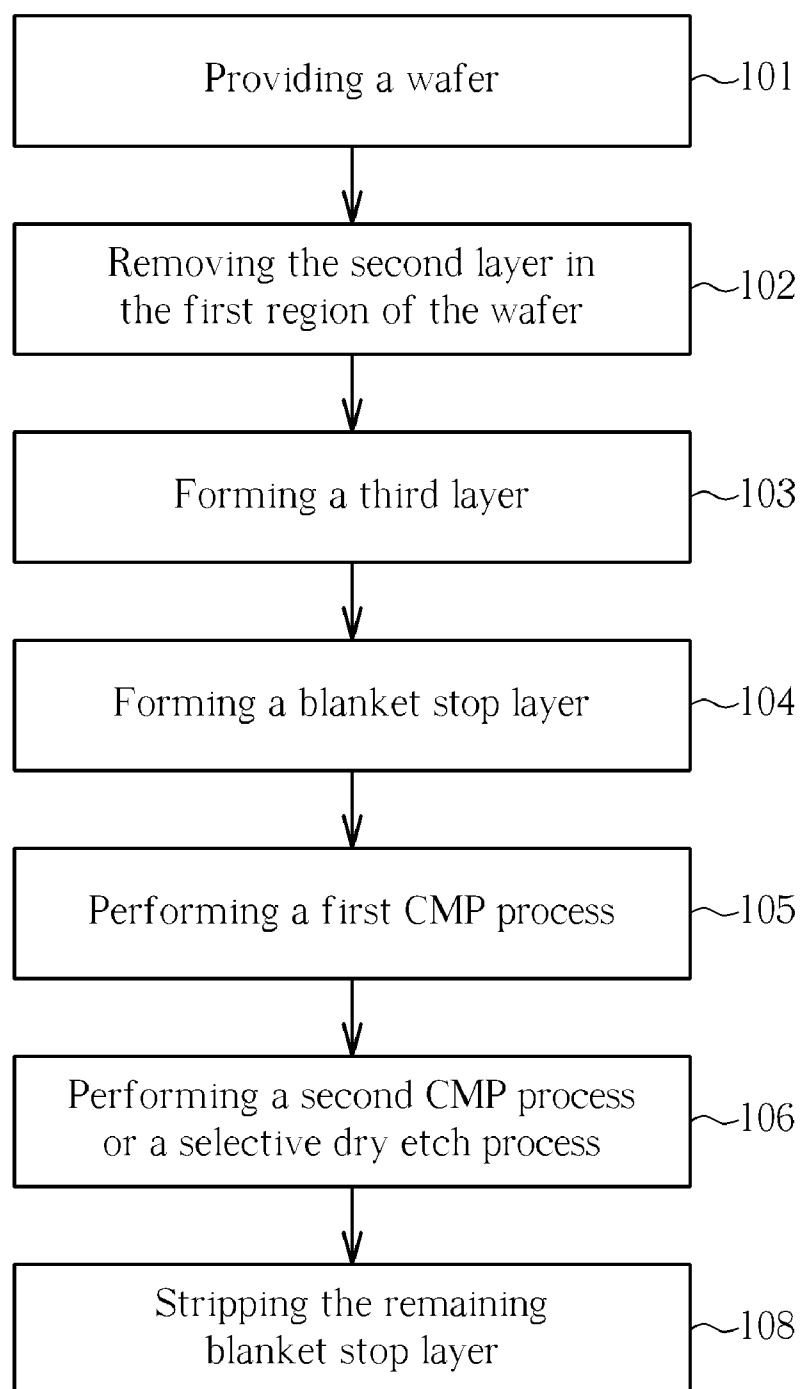 Providing a wafer
101
Removing the second layer in
the first region of the wafer
102
Forming a third layer
103
Forming a blanket stop layer
104
Performing a first CMP process
105
Performing a second CMP process
or a selective dry etch process
106
Stripping the remaining
blanket stop layer
108